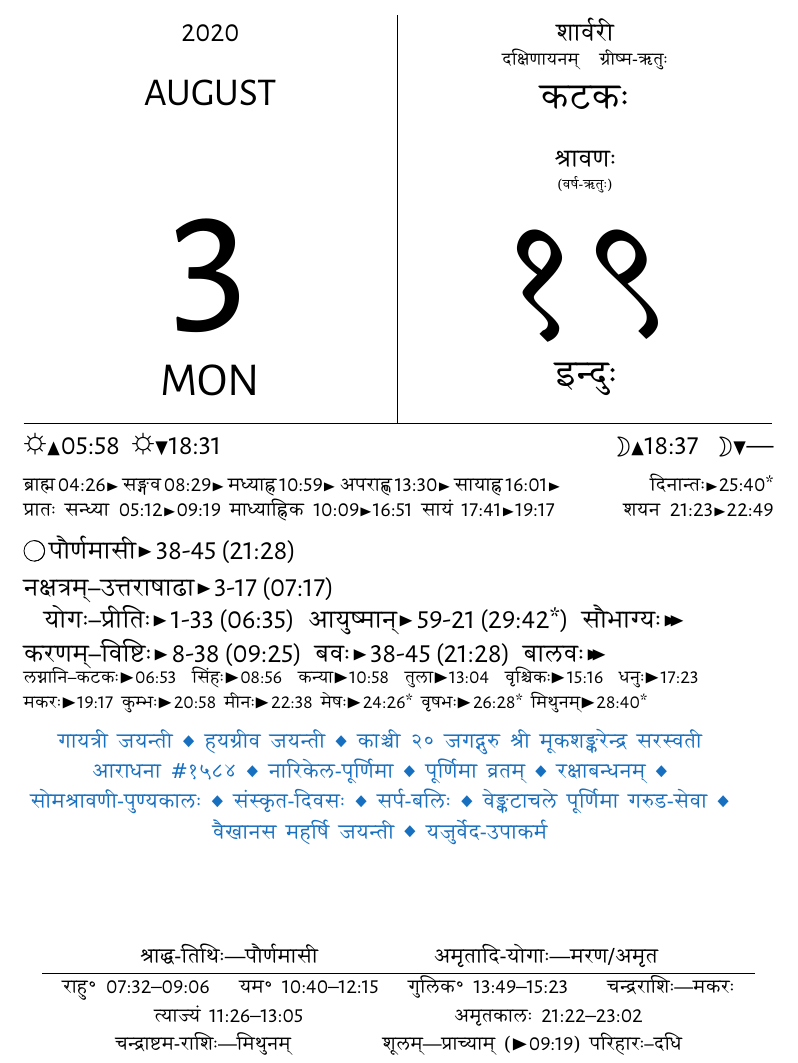 2020
AUGUST
3
MON
शार्वरी
दक्षिणायनम् ग्रीष्म-ऋतुः
कटकः
श्रावणः
(वर्ष-ऋतुः)
१९
इन्दुः
☼▲05:58 ☼▼18:31 ☽▲18:37 ☽▼—
ब्राह्म 04:26► सङ्गव 08:29► मध्याह्न 10:59► अपराह्ण 13:30► सायाह्न 16:01► दिनान्तः►25:40*
प्रातः सन्ध्या 05:12►09:19 माध्याह्निक 10:09►16:51 सायं 17:41►19:17 शयन 21:23►22:49
◯ पौर्णमासी► 38-45 (21:28)
नक्षत्रम्–उत्तराषाढा►3-17 (07:17)
योगः–प्रीतिः►1-33 (06:35) आयुष्मान्►59-21 (29:42*) सौभाग्यः►►
करणम्–विष्टिः►8-38 (09:25) बवः►38-45 (21:28) बालवः►►
लग्नानि–कटकः►06:53 सिंहः►08:56 कन्या►10:58 तुला►13:04 वृश्चिकः►15:16 धनुः►17:23
मकरः►19:17 कुम्भः►20:58 मीनः►22:38 मेषः►24:26* वृषभः►26:28* मिथुनम्►28:40*
गायत्री जयन्ती ◆ हयग्रीव जयन्ती ◆ काञ्ची २० जगद्गुरु श्री मूकशङ्करेन्द्र सरस्वती
आराधना #१५८४ ◆ नारिकेल-पूर्णिमा ◆ पूर्णिमा व्रतम् ◆ रक्षाबन्धनम् ◆
सोमश्रावणी-पुण्यकालः ◆ संस्कृत-दिवसः ◆ सर्प-बलिः ◆ वेङ्कटाचले पूर्णिमा गरुड-सेवा ◆
वैखानस महर्षि जयन्ती ◆ यजुर्वेद-उपाकर्म
श्राद्ध-तिथिः—पौर्णमासी अमृतादि-योगाः—मरण/अमृत
राहु॰ 07:32–09:06 यम॰ 10:40–12:15 गुलिक॰ 13:49–15:23 चन्द्रराशिः—मकरः
त्याज्यं 11:26–13:05 अमृतकालः 21:22–23:02
चन्द्राष्टम-राशिः—मिथुनम् शूलम्—प्राच्याम् (►09:19) परिहारः–दधि